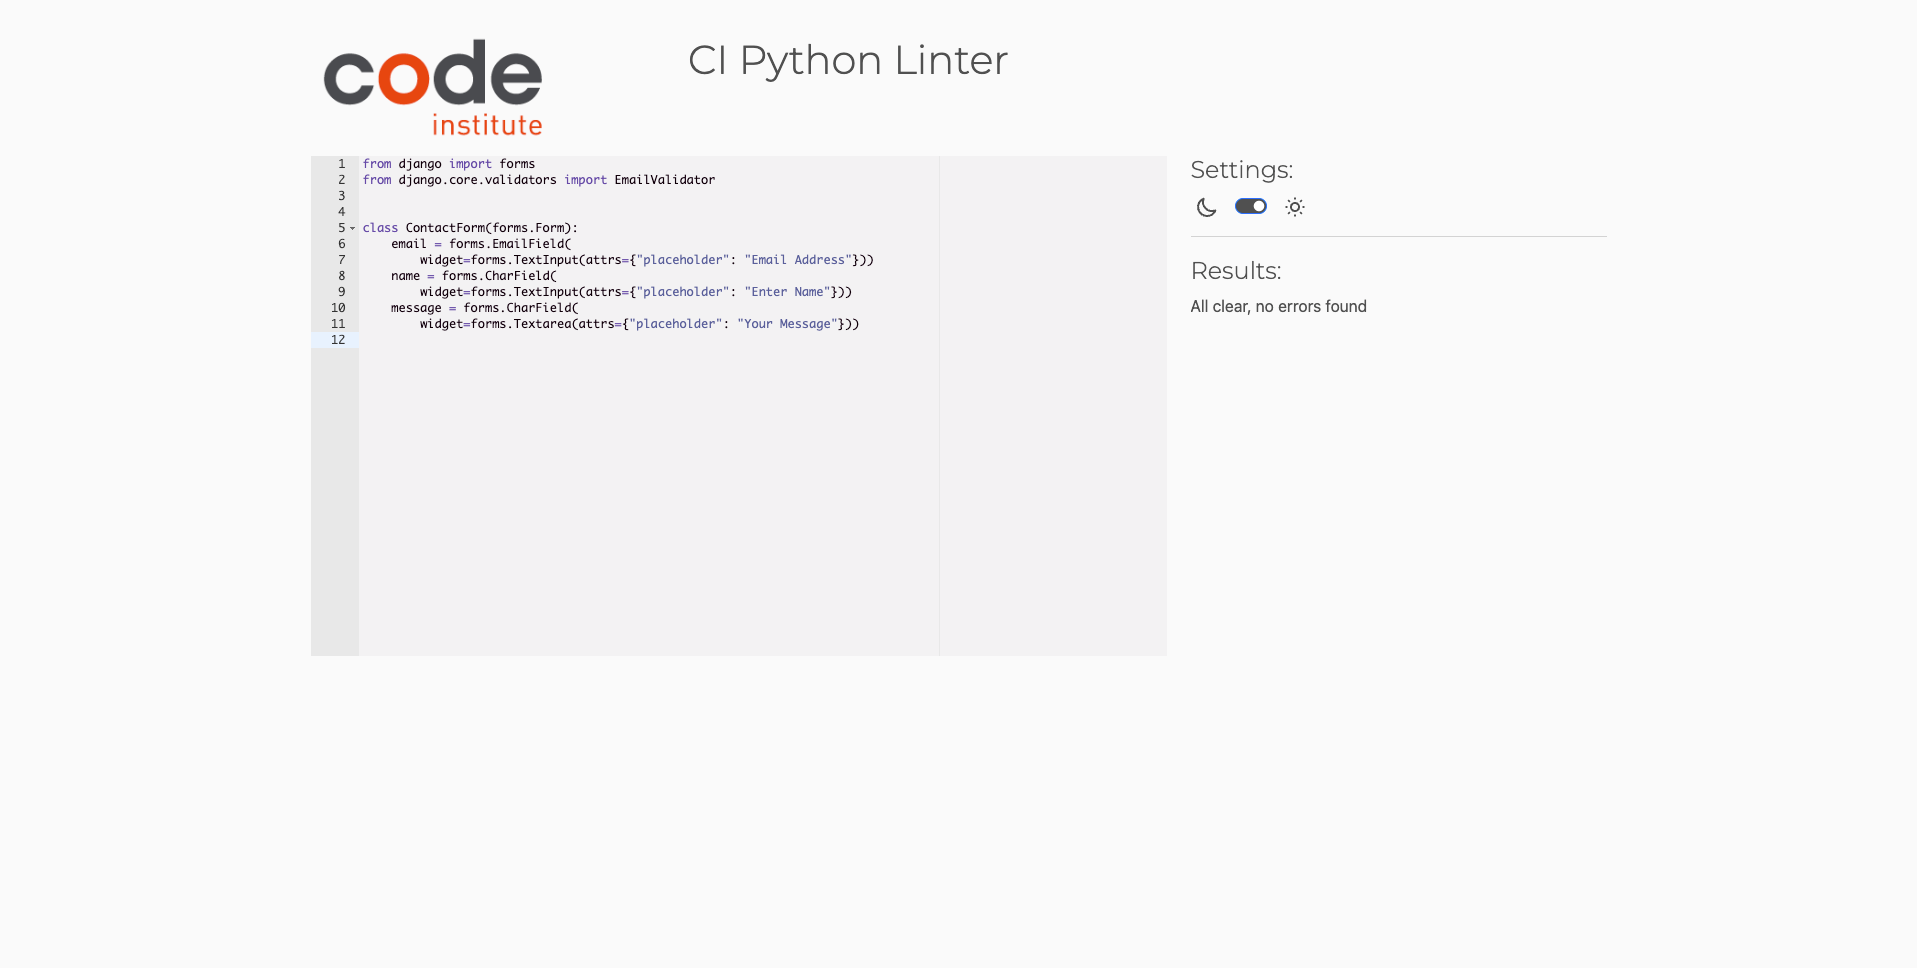 code
institute
CI Python Linter
1 from django import forms
2 from django.core.validators import EmailValidator
3
4
5 class ContactForm(forms.Form):
6     email = forms.EmailField(
7         widget=forms.TextInput(attrs={"placeholder": "Email Address"}))
8     name = forms.CharField(
9         widget=forms.TextInput(attrs={"placeholder": "Enter Name"}))
10     message = forms.CharField(
11         widget=forms.Textarea(attrs={"placeholder": "Your Message"}))
12
Settings:
Results:
All clear, no errors found